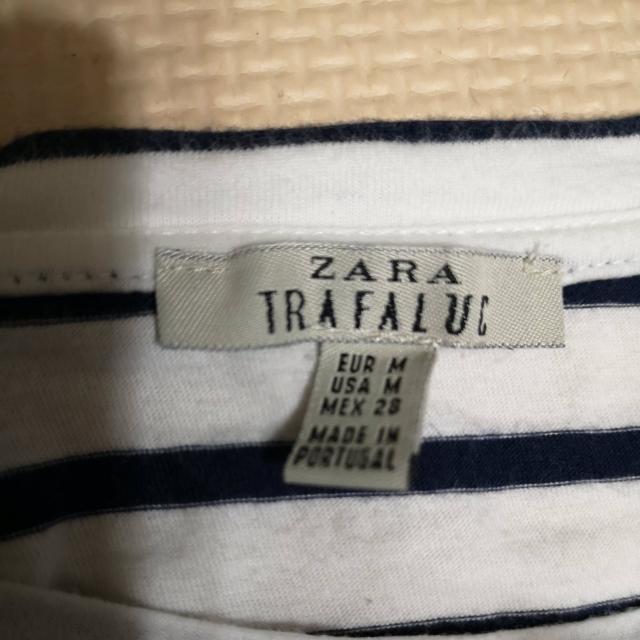 ZARA
TRAFALUC
EUR M
USA M
MEX 28
MADE IN
PORTUGAL